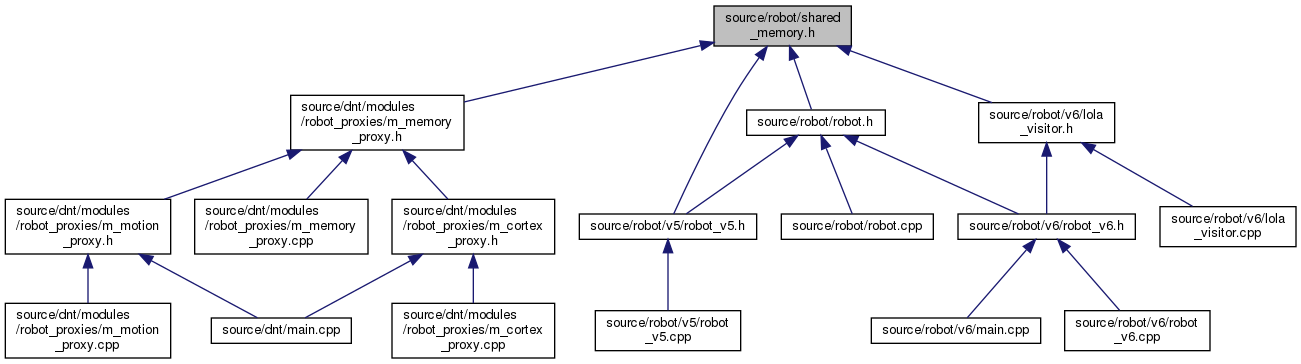 source/robot/shared
_memory.h
source/dnt/modules
/robot_proxies/m_memory
_proxy.h
source/robot/robot.h
source/robot/v6/lola
_visitor.h
source/dnt/modules
/robot_proxies/m_motion
_proxy.h
source/dnt/modules
/robot_proxies/m_memory
_proxy.cpp
source/dnt/modules
/robot_proxies/m_cortex
_proxy.h
source/robot/v5/robot_v5.h
source/robot/robot.cpp
source/robot/v6/robot_v6.h
source/robot/v6/lola
_visitor.cpp
source/dnt/modules
/robot_proxies/m_motion
_proxy.cpp
source/dnt/main.cpp
source/dnt/modules
/robot_proxies/m_cortex
_proxy.cpp
source/robot/v5/robot
_v5.cpp
source/robot/v6/main.cpp
source/robot/v6/robot
_v6.cpp